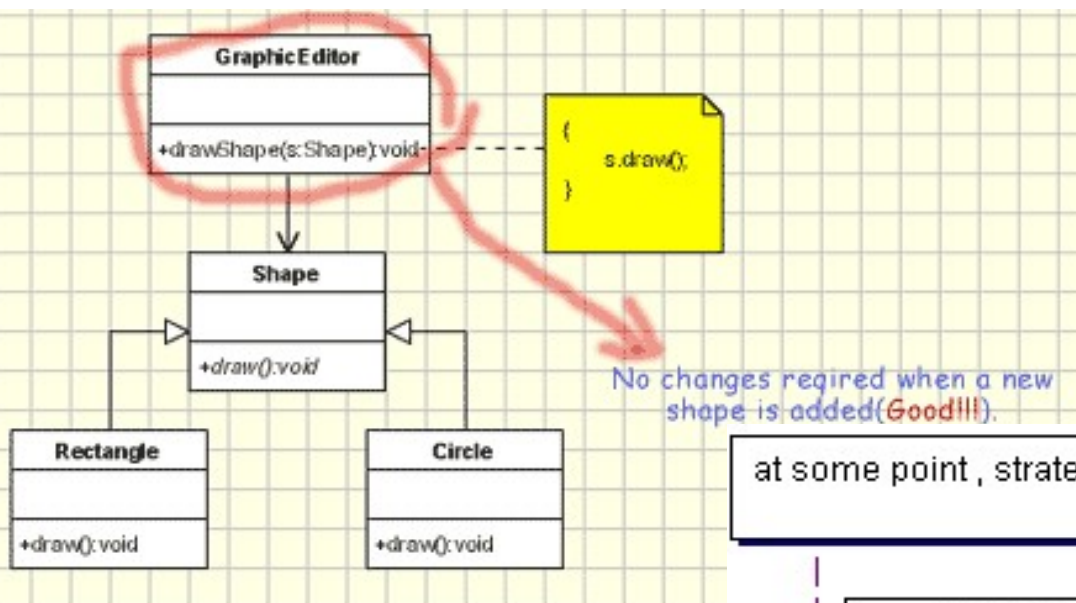 GraphicEditor
+drawShape(s:Shape):void
{
s.draw();
}
Shape
+draw():void
No changes reqired when a new
shape is added(Good!!!).
Rectangle
+draw():void
Circle
+draw():void
at some point , strate